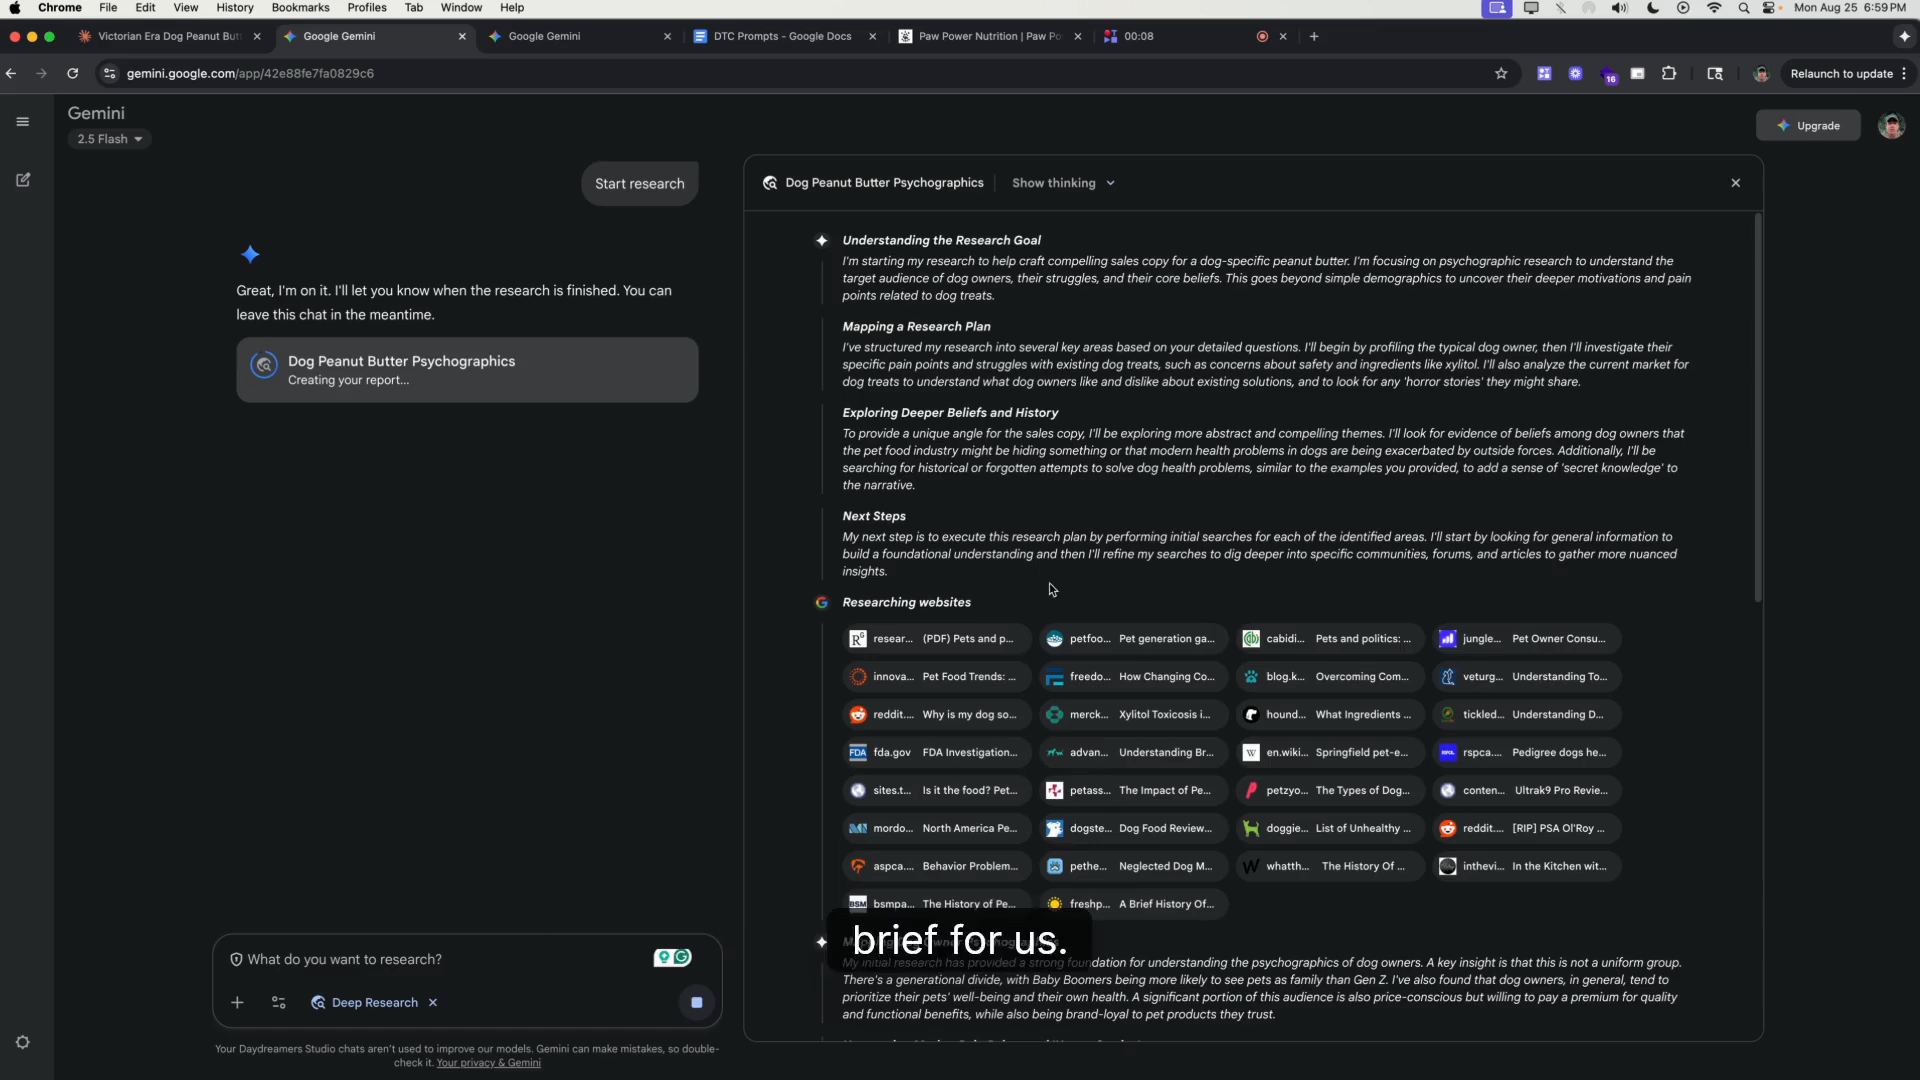 Chrome File Edit View History Bookmarks Profiles Tab Window Help
Mon Aug 25 6:59 PM
Victorian Era Dog Peanut But
Google Gemini
Google Gemini
DTC Prompts - Google Docs
Paw Power Nutrition | Paw Po
00:08
gemini.google.com/app/42e88fe7fa0829c6
16
Relaunch to update
Gemini
2.5 Flash
Upgrade
Start research
Great, I'm on it. I'll let you know when the research is finished. You can
leave this chat in the meantime.
Dog Peanut Butter Psychographics
Creating your report...
What do you want to research?
Deep Research
Your Daydreamers Studio chats aren't used to improve our models. Gemini can make mistakes, so double-
check it. Your privacy & Gemini
Dog Peanut Butter Psychographics
Show thinking
Understanding the Research Goal
I'm starting my research to help craft compelling sales copy for a dog-specific peanut butter. I'm focusing on psychographic research to understand the
target audience of dog owners, their struggles, and their core beliefs. This goes beyond simple demographics to uncover their deeper motivations and pain
points related to dog treats.
Mapping a Research Plan
I've structured my research into several key areas based on your detailed questions. I'll begin by profiling the typical dog owner, then I'll investigate their
specific pain points and struggles with existing dog treats, such as concerns about safety and ingredients like xylitol. I'll also analyze the current market for
dog treats to understand what dog owners like and dislike about existing solutions, and to look for any 'horror stories' they might share.
Exploring Deeper Beliefs and History
To provide a unique angle for the sales copy, I'll be exploring more abstract and compelling themes. I'll look for evidence of beliefs among dog owners that
the pet food industry might be hiding something or that modern health problems in dogs are being exacerbated by outside forces. Additionally, I'll be
searching for historical or forgotten attempts to solve dog health problems, similar to the examples you provided, to add a sense of 'secret knowledge' to
the narrative.
Next Steps
My next step is to execute this research plan by performing initial searches for each of the identified areas. I'll start by looking for general information to
build a foundational understanding and then I'll refine my searches to dig deeper into specific communities, forums, and articles to gather more nuanced
insights.
Researching websites
resear... (PDF) Pets and p... petfoo... Pet generation ga... cabidi... Pets and politics: ... jungle... Pet Owner Consu...
innova... Pet Food Trends: ... freedo... How Changing Co... blog.k... Overcoming Com... veturg... Understanding To...
reddit.... Why is my dog so... merck... Xylitol Toxicosis i... hound... What Ingredients ... tickled... Understanding D...
FDA fda.gov FDA Investigation... advan... Understanding Br... W en.wiki... Springfield pet-e... rspca.... Pedigree dogs he...
sites.t... Is it the food? Pet... petass... The Impact of Pe... petzyo... The Types of Dog... conten... Ultrak9 Pro Revie...
mordo... North America Pe... dogste... Dog Food Review... doggie... List of Unhealthy ... reddit.... [RIP] PSA Ol'Roy ...
aspca.... Behavior Problem... pethe... Neglected Dog M... whatth... The History Of ... inthevi... In the Kitchen wit...
BSM bsmpa... The History of Pe... freshp... A Brief History Of...
brief for us.
My initial research has provided a strong foundation for understanding the psychographics of dog owners. A key insight is that this is not a uniform group.
There's a generational divide, with Baby Boomers being more likely to see pets as family than Gen Z. I've also found that dog owners, in general, tend to
prioritize their pets' well-being and their own health. A significant portion of this audience is also price-conscious but willing to pay a premium for quality
and functional benefits, while also being brand-loyal to pet products they trust.